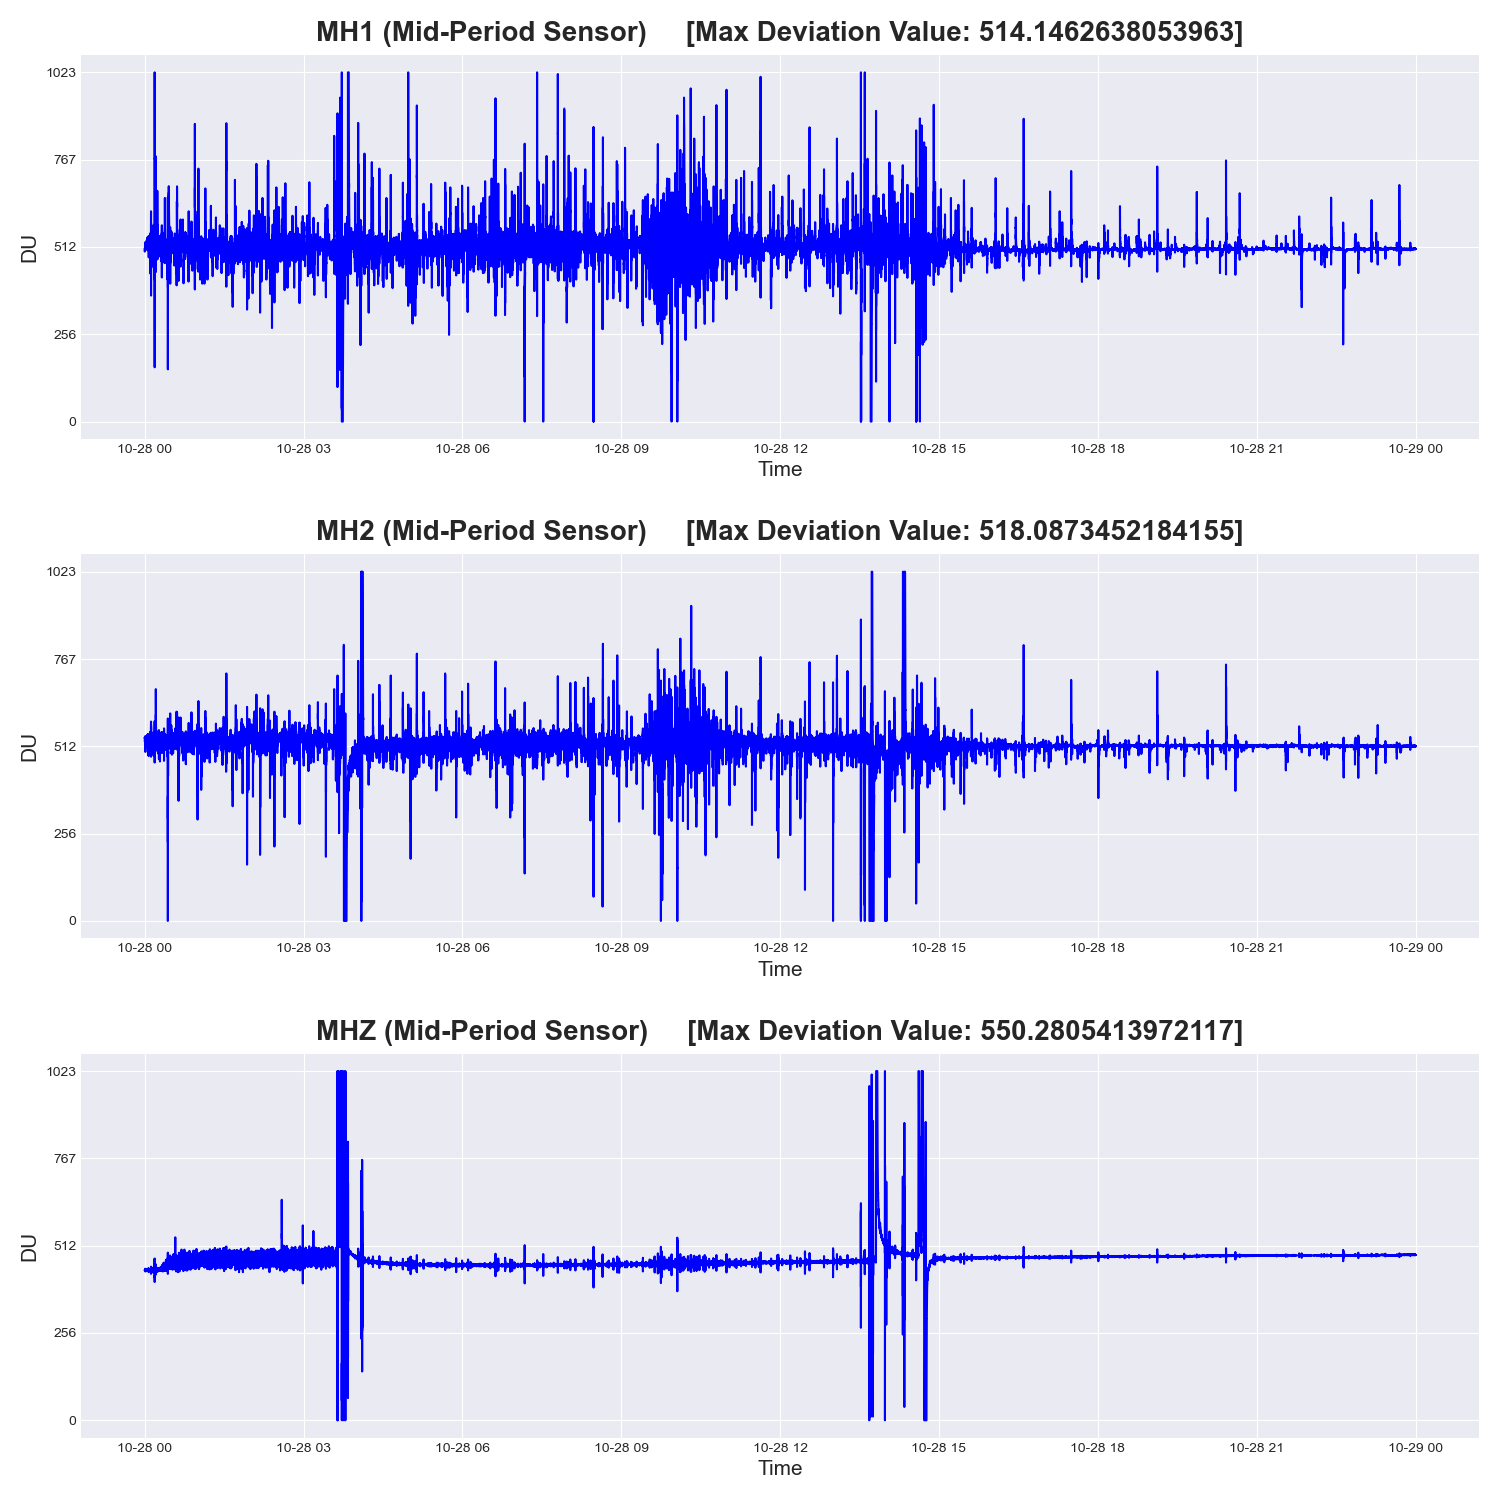 MH1 (Mid-Period Sensor) [Max Deviation Value: 514.1462638053963]
1023
767
512
256
0
DU
10-28 00 10-28 03 10-28 06 10-28 09 10-28 12 10-28 15 10-28 18 10-28 21 10-29 00
Time
MH2 (Mid-Period Sensor) [Max Deviation Value: 518.0873452184155]
1023
767
512
256
0
DU
10-28 00 10-28 03 10-28 06 10-28 09 10-28 12 10-28 15 10-28 18 10-28 21 10-29 00
Time
MHZ (Mid-Period Sensor) [Max Deviation Value: 550.2805413972117]
1023
767
512
256
0
DU
10-28 00 10-28 03 10-28 06 10-28 09 10-28 12 10-28 15 10-28 18 10-28 21 10-29 00
Time